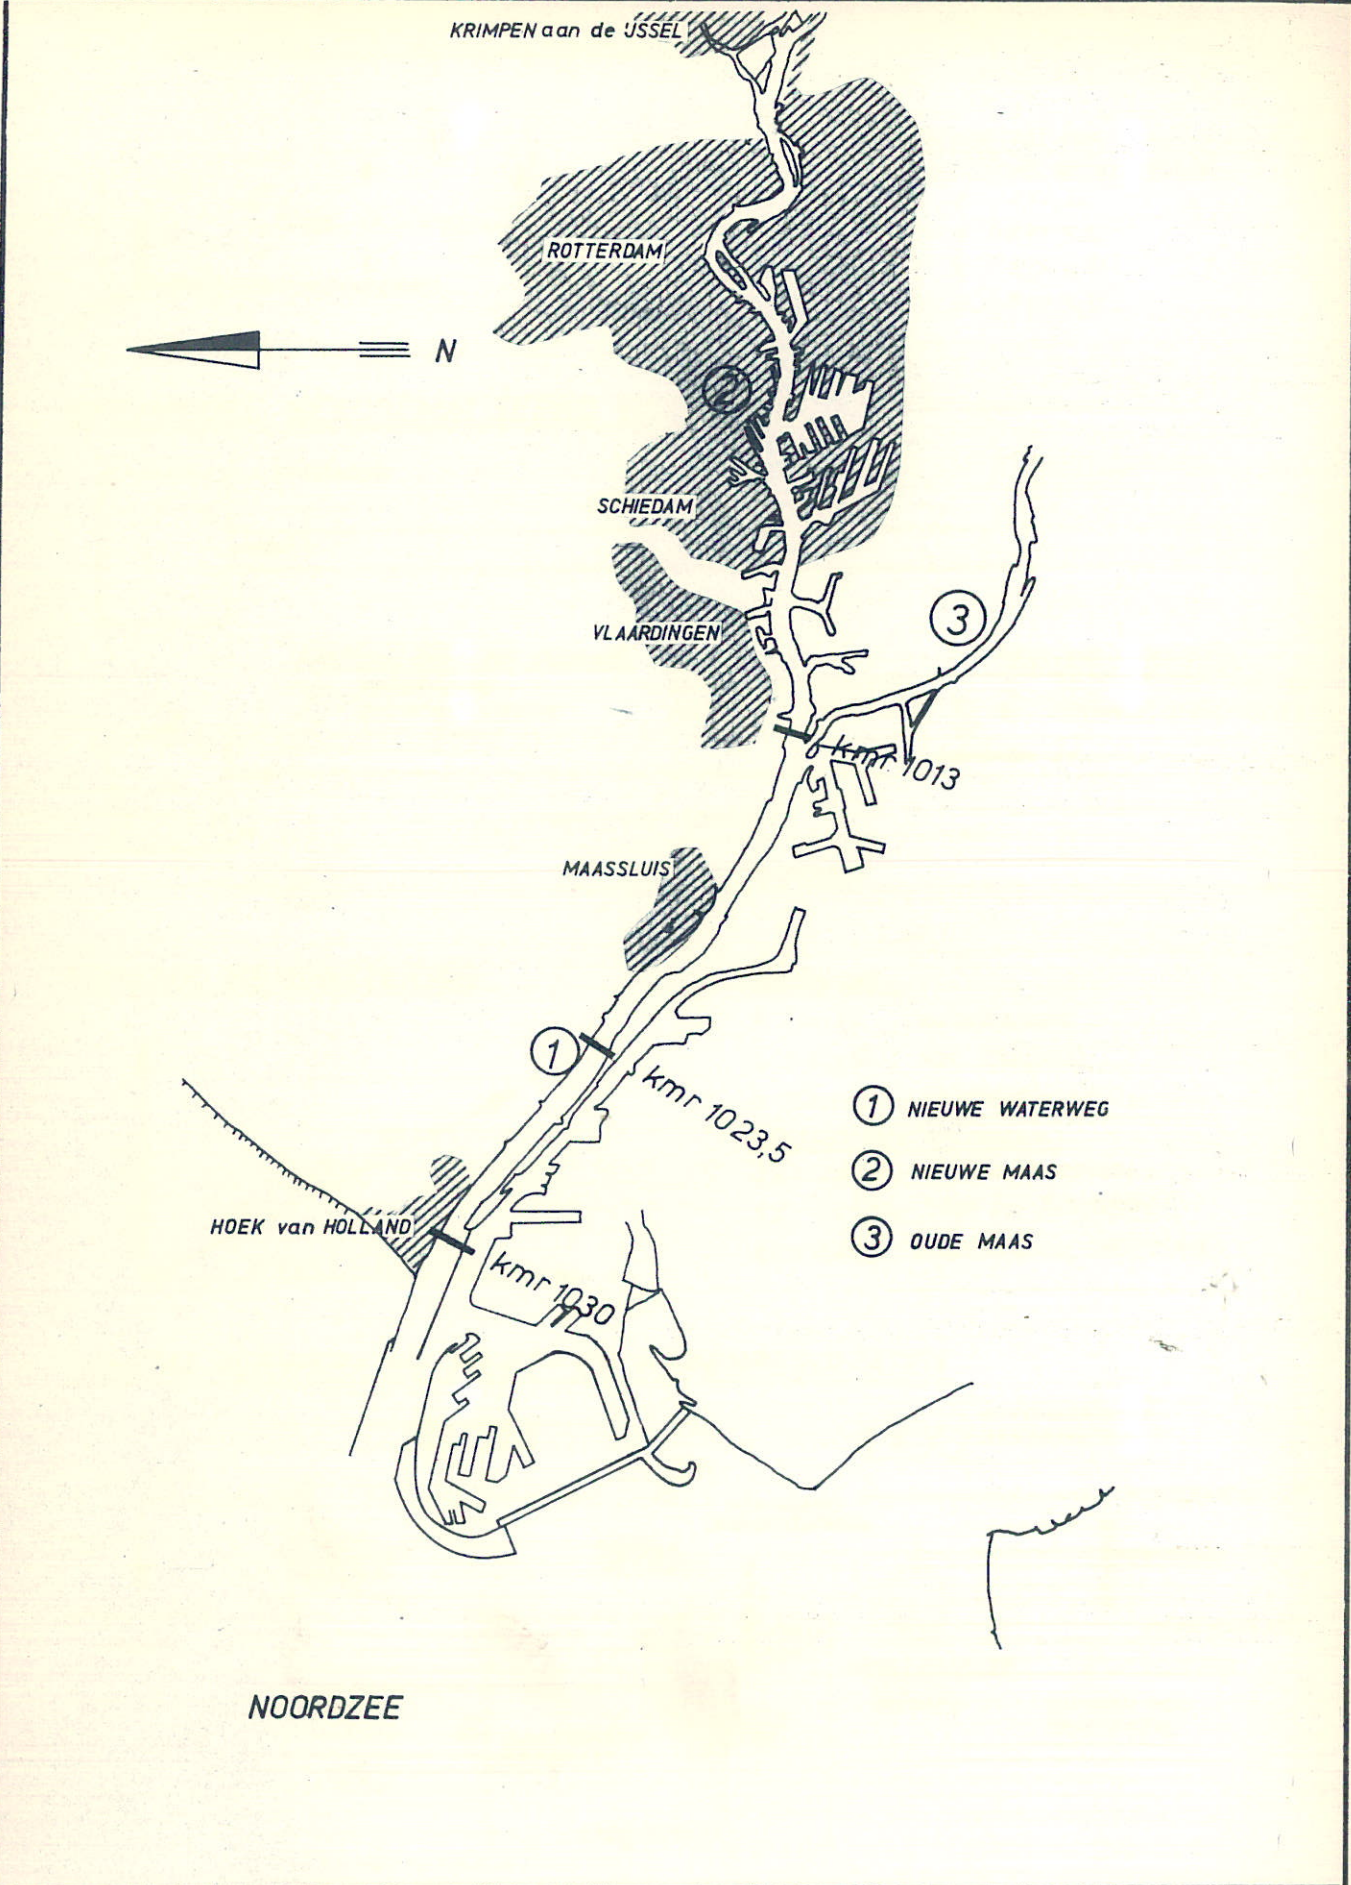 KRIMPEN aan de IJSSEL
ROTTERDAM
N
2
SCHIEDAM
3
VLAARDINGEN
kmr 1013
MAASSLUIS
1
kmr 1023,5
1 NIEUWE WATERWEG
2 NIEUWE MAAS
HOEK van HOLLAND
3 OUDE MAAS
kmr 1030
NOORDZEE